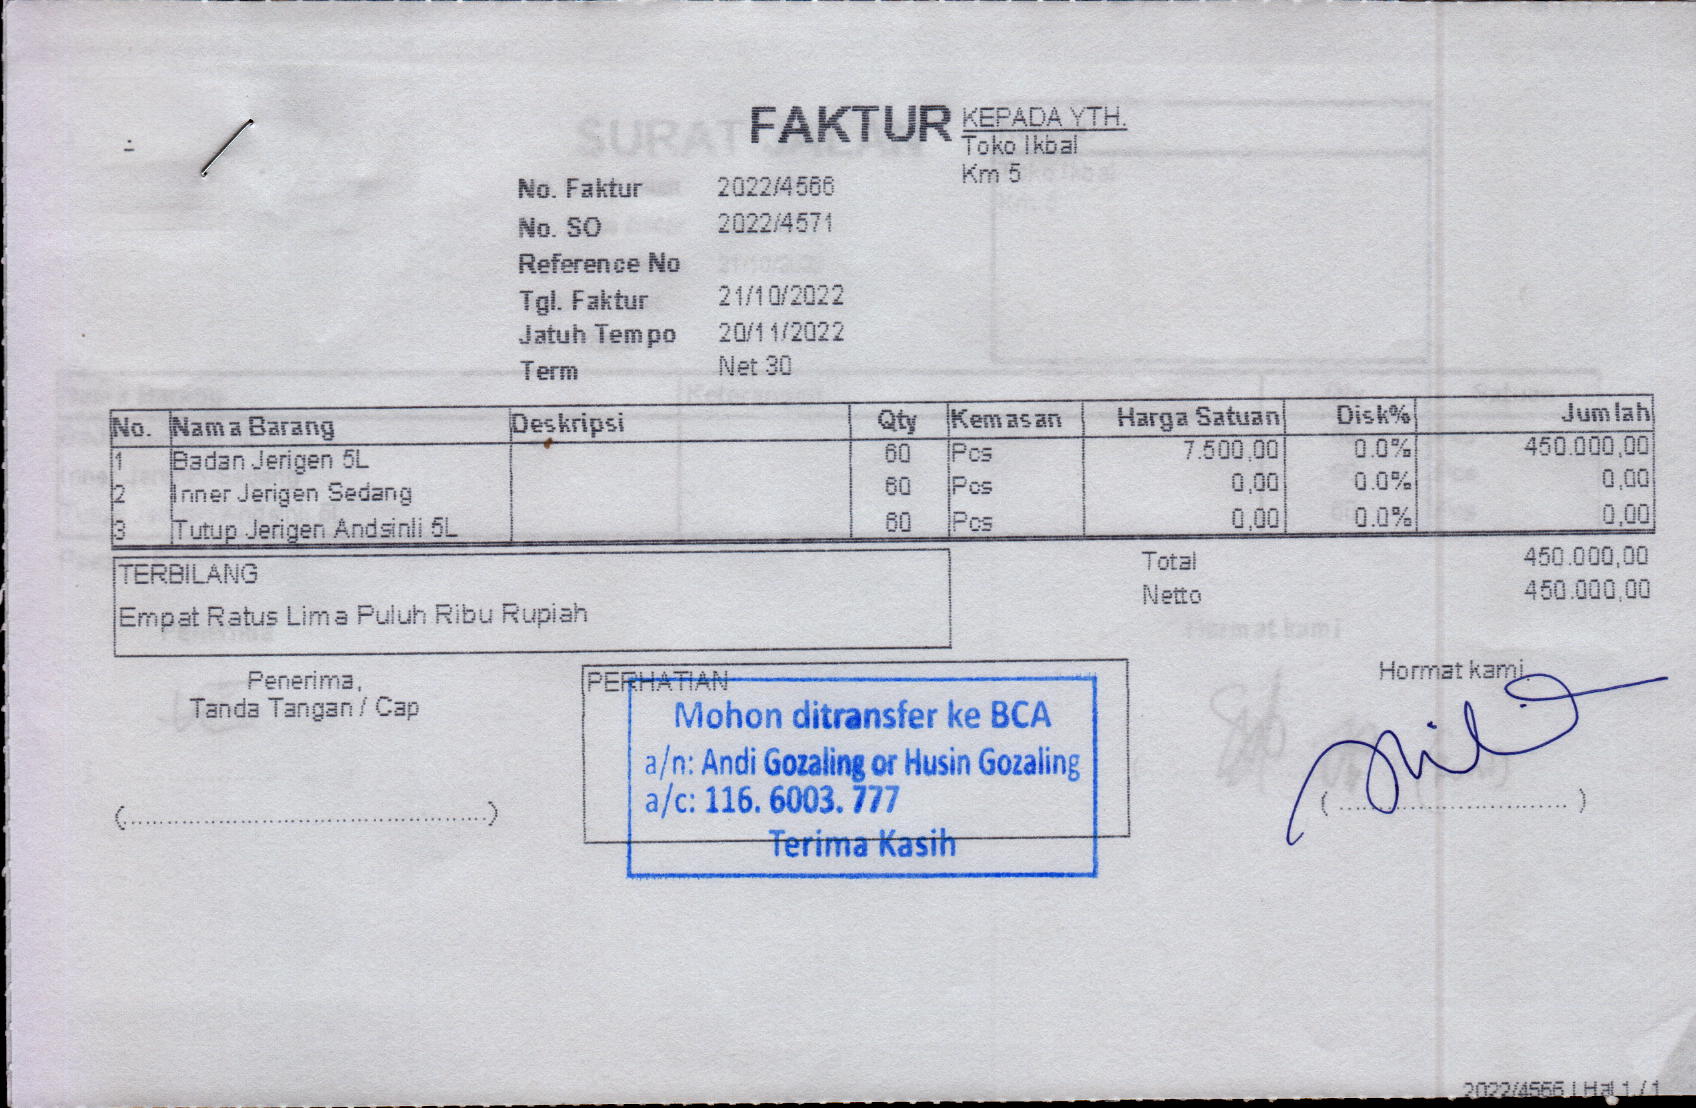 FAKTUR
KEPADA YTH.
Toko Ikbal
Km 5
No. Faktur 2022/4566
No. SO 2022/4571
Reference No
Tgl. Faktur 21/10/2022
Jatuh Tempo 20/11/2022
Term Net 30
No. Nama Barang Deskripsi Qty Kemasan Harga Satuan Disk% Jumlah
1 Badan Jerigen 5L 60 Pcs 7.500,00 0.0% 450.000,00
2 Inner Jerigen Sedang 60 Pcs 0,00 0.0% 0,00
3 Tutup Jerigen Andsinli 5L 60 Pcs 0,00 0.0% 0,00
Total 450.000,00
Netto 450.000,00
TERBILANG
Empat Ratus Lima Puluh Ribu Rupiah
Penerima,
Tanda Tangan / Cap
(................................................)
PERHATIAN
Mohon ditransfer ke BCA
a/n: Andi Gozaling or Husin Gozaling
a/c: 116. 6003. 777
Terima Kasih
Hormat kami,
(................................)
2022/4566 | Hal 1 / 1